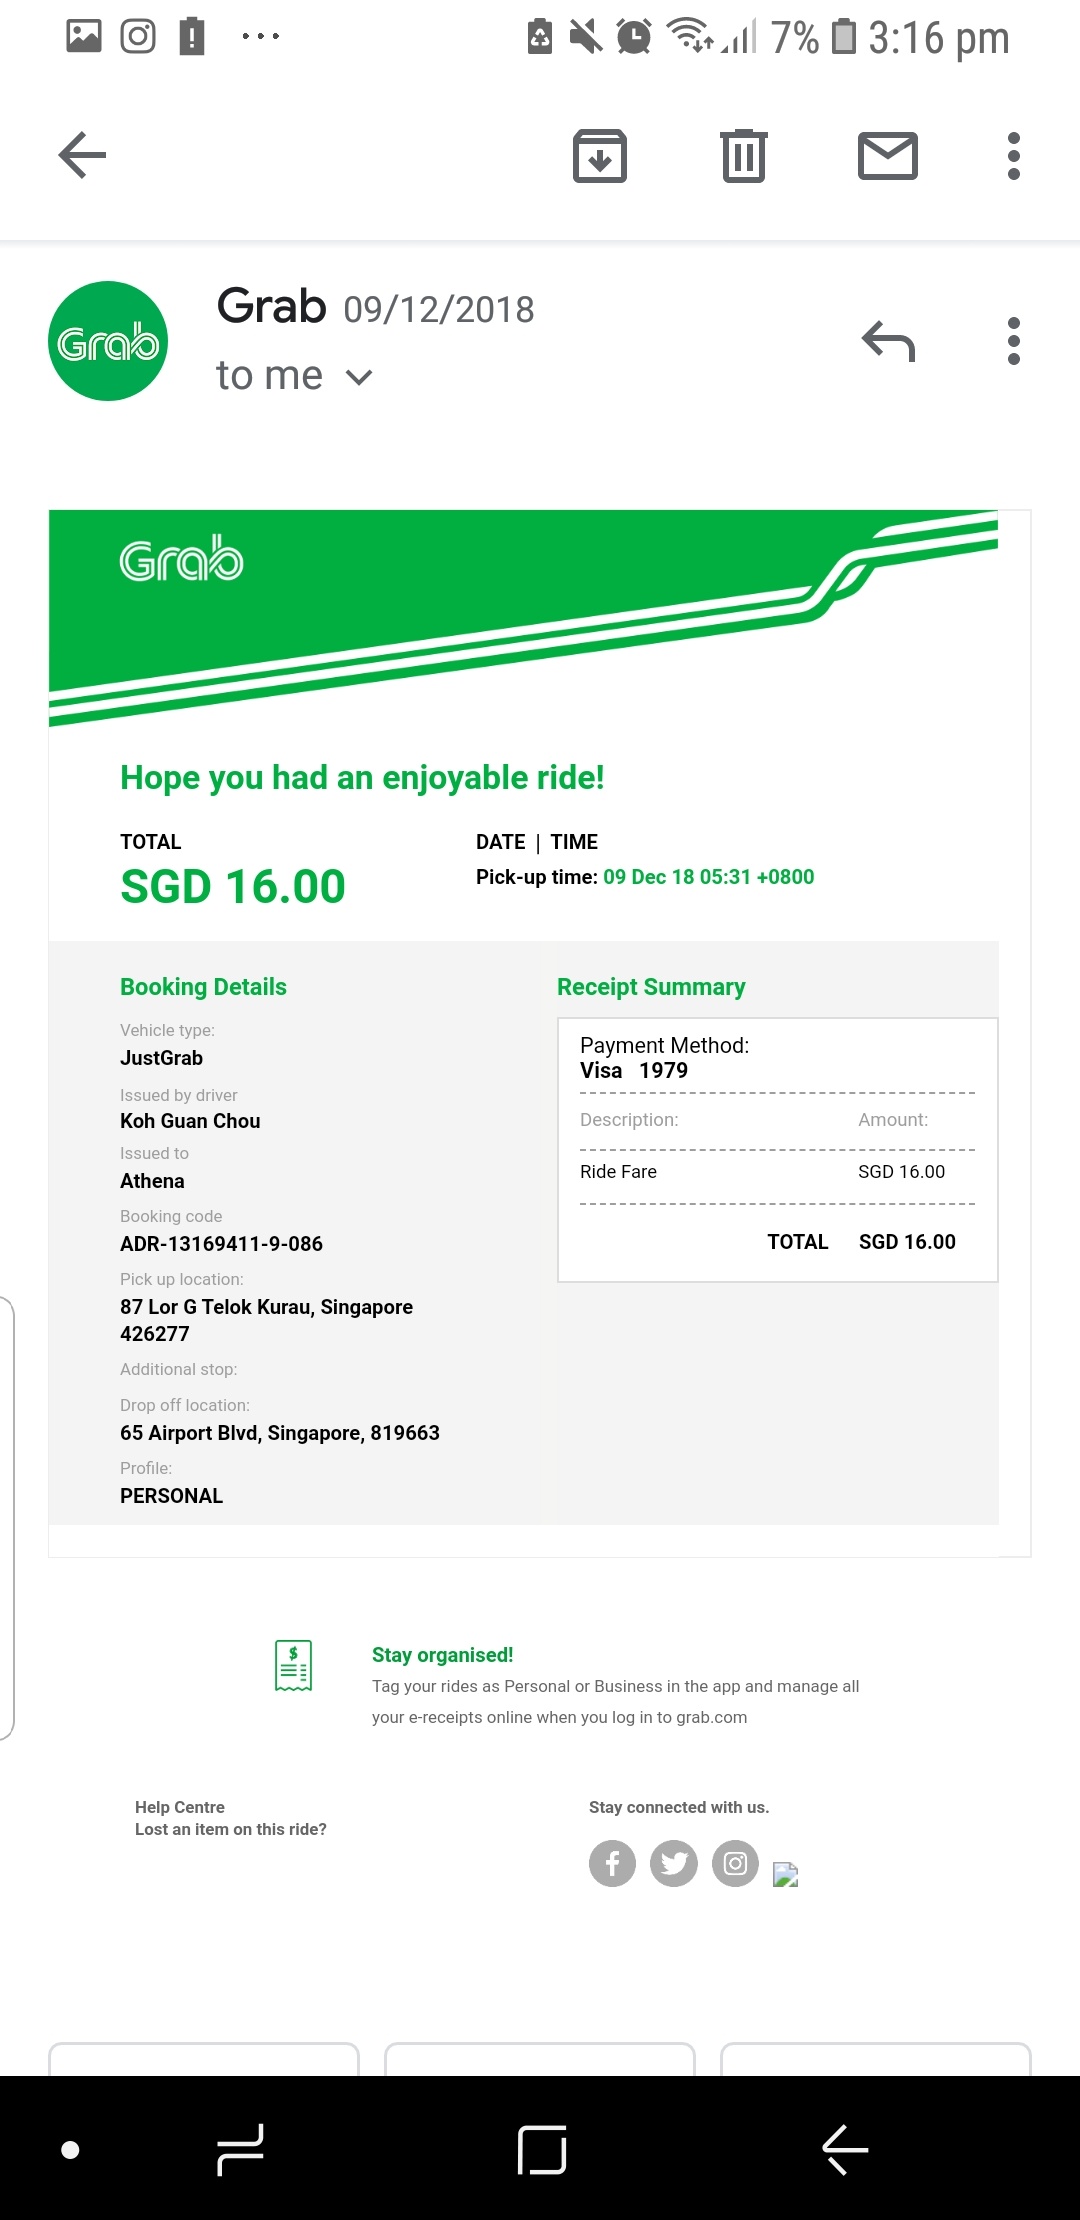 7% 3:16 pm
Grab 09/12/2018
Grab
to me
Grab
Hope you had an enjoyable ride!
TOTAL
SGD 16.00
DATE | TIME
Pick-up time: 09 Dec 18 05:31 +0800
Booking Details
Vehicle type:
JustGrab
Issued by driver
Koh Guan Chou
Issued to
Athena
Booking code
ADR-13169411-9-086
Pick up location:
87 Lor G Telok Kurau, Singapore
426277
Additional stop:
Drop off location:
65 Airport Blvd, Singapore, 819663
Profile:
PERSONAL
Receipt Summary
Payment Method:
Visa 1979
Description: Amount:
Ride Fare SGD 16.00
TOTAL SGD 16.00
Stay organised!
Tag your rides as Personal or Business in the app and manage all
your e-receipts online when you log in to grab.com
Help Centre
Lost an item on this ride?
Stay connected with us.